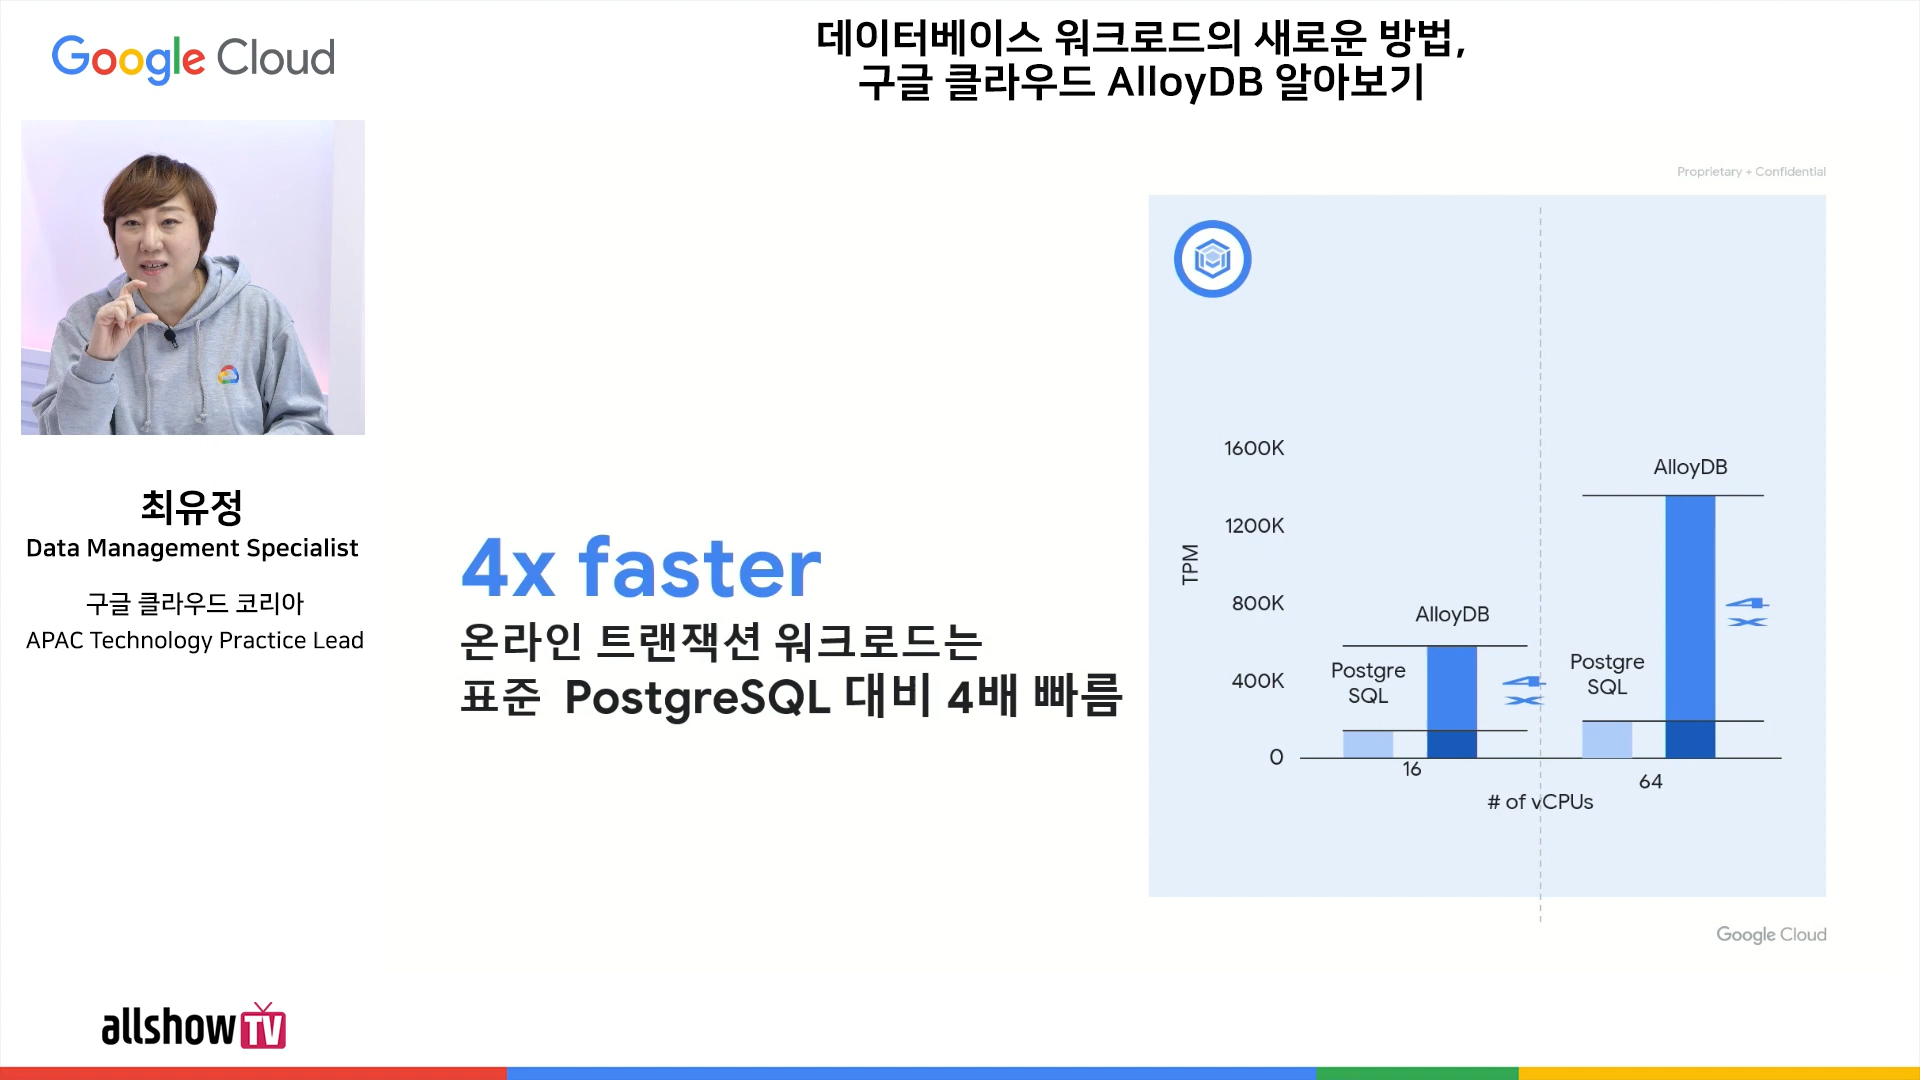 Google Cloud
데이터베이스 워크로드의 새로운 방법,
구글 클라우드 AlloyDB 알아보기
최유정
Data Management Specialist
구글 클라우드 코리아
APAC Technology Practice Lead
4x faster
온라인 트랜잭션 워크로드는
표준 PostgreSQL 대비 4배 빠름
Proprietary + Confidential
TPM
1600K
1200K
800K
400K
0
Postgre
SQL
AlloyDB
4
x
16
Postgre
SQL
AlloyDB
4
x
64
# of vCPUs
Google Cloud
allshowTV